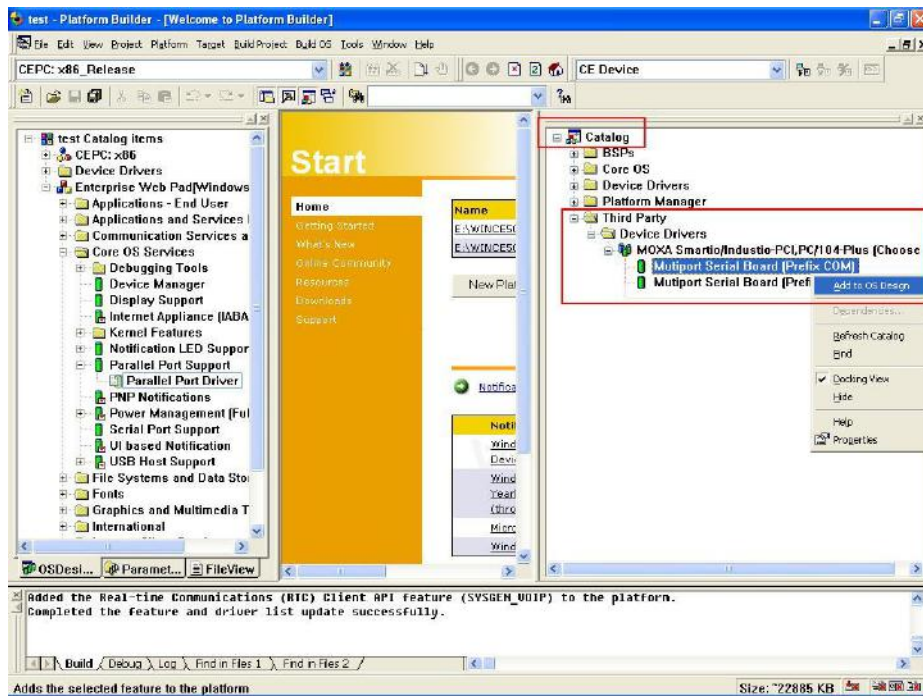 test - Platform Builder - [Welcome to Platform Builder]
File Edit View Project Platform Target Build Project Build OS Tools Window Help
CEPC: x86_Release
CE Device
test Catalog items
CEPC: x86
Device Drivers
Enterprise Web Pad[Windows
Applications - End User
Applications and Services
Communication Services a
Core OS Services
Debugging Tools
Device Manager
Display Support
Internet Appliance (IABA
Kernel Features
Notification LED Suppor
Parallel Port Support
Parallel Port Driver
PNP Notifications
Power Management (Ful
Serial Port Support
UI based Notification
USB Host Support
File Systems and Data Sto
Fonts
Graphics and Multimedia T
International
OSDesi... Paramet... FileView
Start
Home
Getting Started
What's New
Online Community
Resources
Downloads
Support
Name
E:\WINCE50
E:\WINCE50
New Plat
Notifica
Noti
Wind
Devi
Wind
Year
(thro
Micro
Wind
Catalog
BSPs
Core OS
Device Drivers
Platform Manager
Third Party
Device Drivers
MOXA Smartio/Industio-PCI,PC/104-Plus (Choose
Mutiport Serial Board (Prefix COM)
Mutiport Serial Board (Prefi
Add to OS Design
Dependencies...
Refresh Catalog
Find
Docking View
Hide
Help
Properties
Added the Real-time Communications (RTC) Client API feature (SYSGEN_VOIP) to the platform.
Completed the feature and driver list update successfully.
Build Debug Log Find in Files 1 Find in Files 2
Adds the selected feature to the platform
Size: ~22885 KB